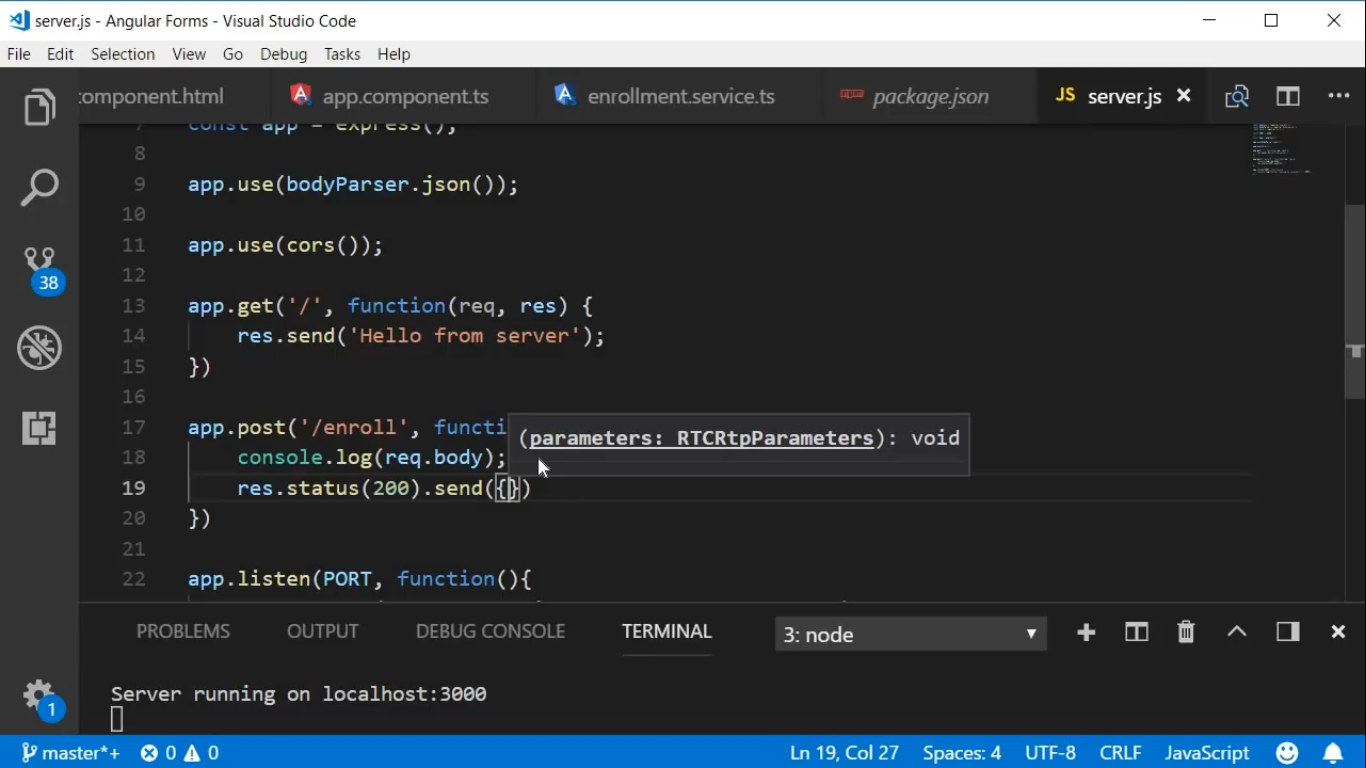 server.js - Angular Forms - Visual Studio Code
File Edit Selection View Go Debug Tasks Help
component.html app.component.ts enrollment.service.ts package.json JS server.js
7 const app = express();
8
9 app.use(bodyParser.json());
10
11 app.use(cors());
12
13 app.get('/', function(req, res) {
14 res.send('Hello from server');
15 })
16
17 app.post('/enroll', functi
(parameters: RTCRtpParameters): void
18 console.log(req.body);
19 res.status(200).send({})
20 })
21
22 app.listen(PORT, function(){
38
1
PROBLEMS OUTPUT DEBUG CONSOLE TERMINAL 3: node
Server running on localhost:3000
master*+ 0 0 Ln 19, Col 27 Spaces: 4 UTF-8 CRLF JavaScript